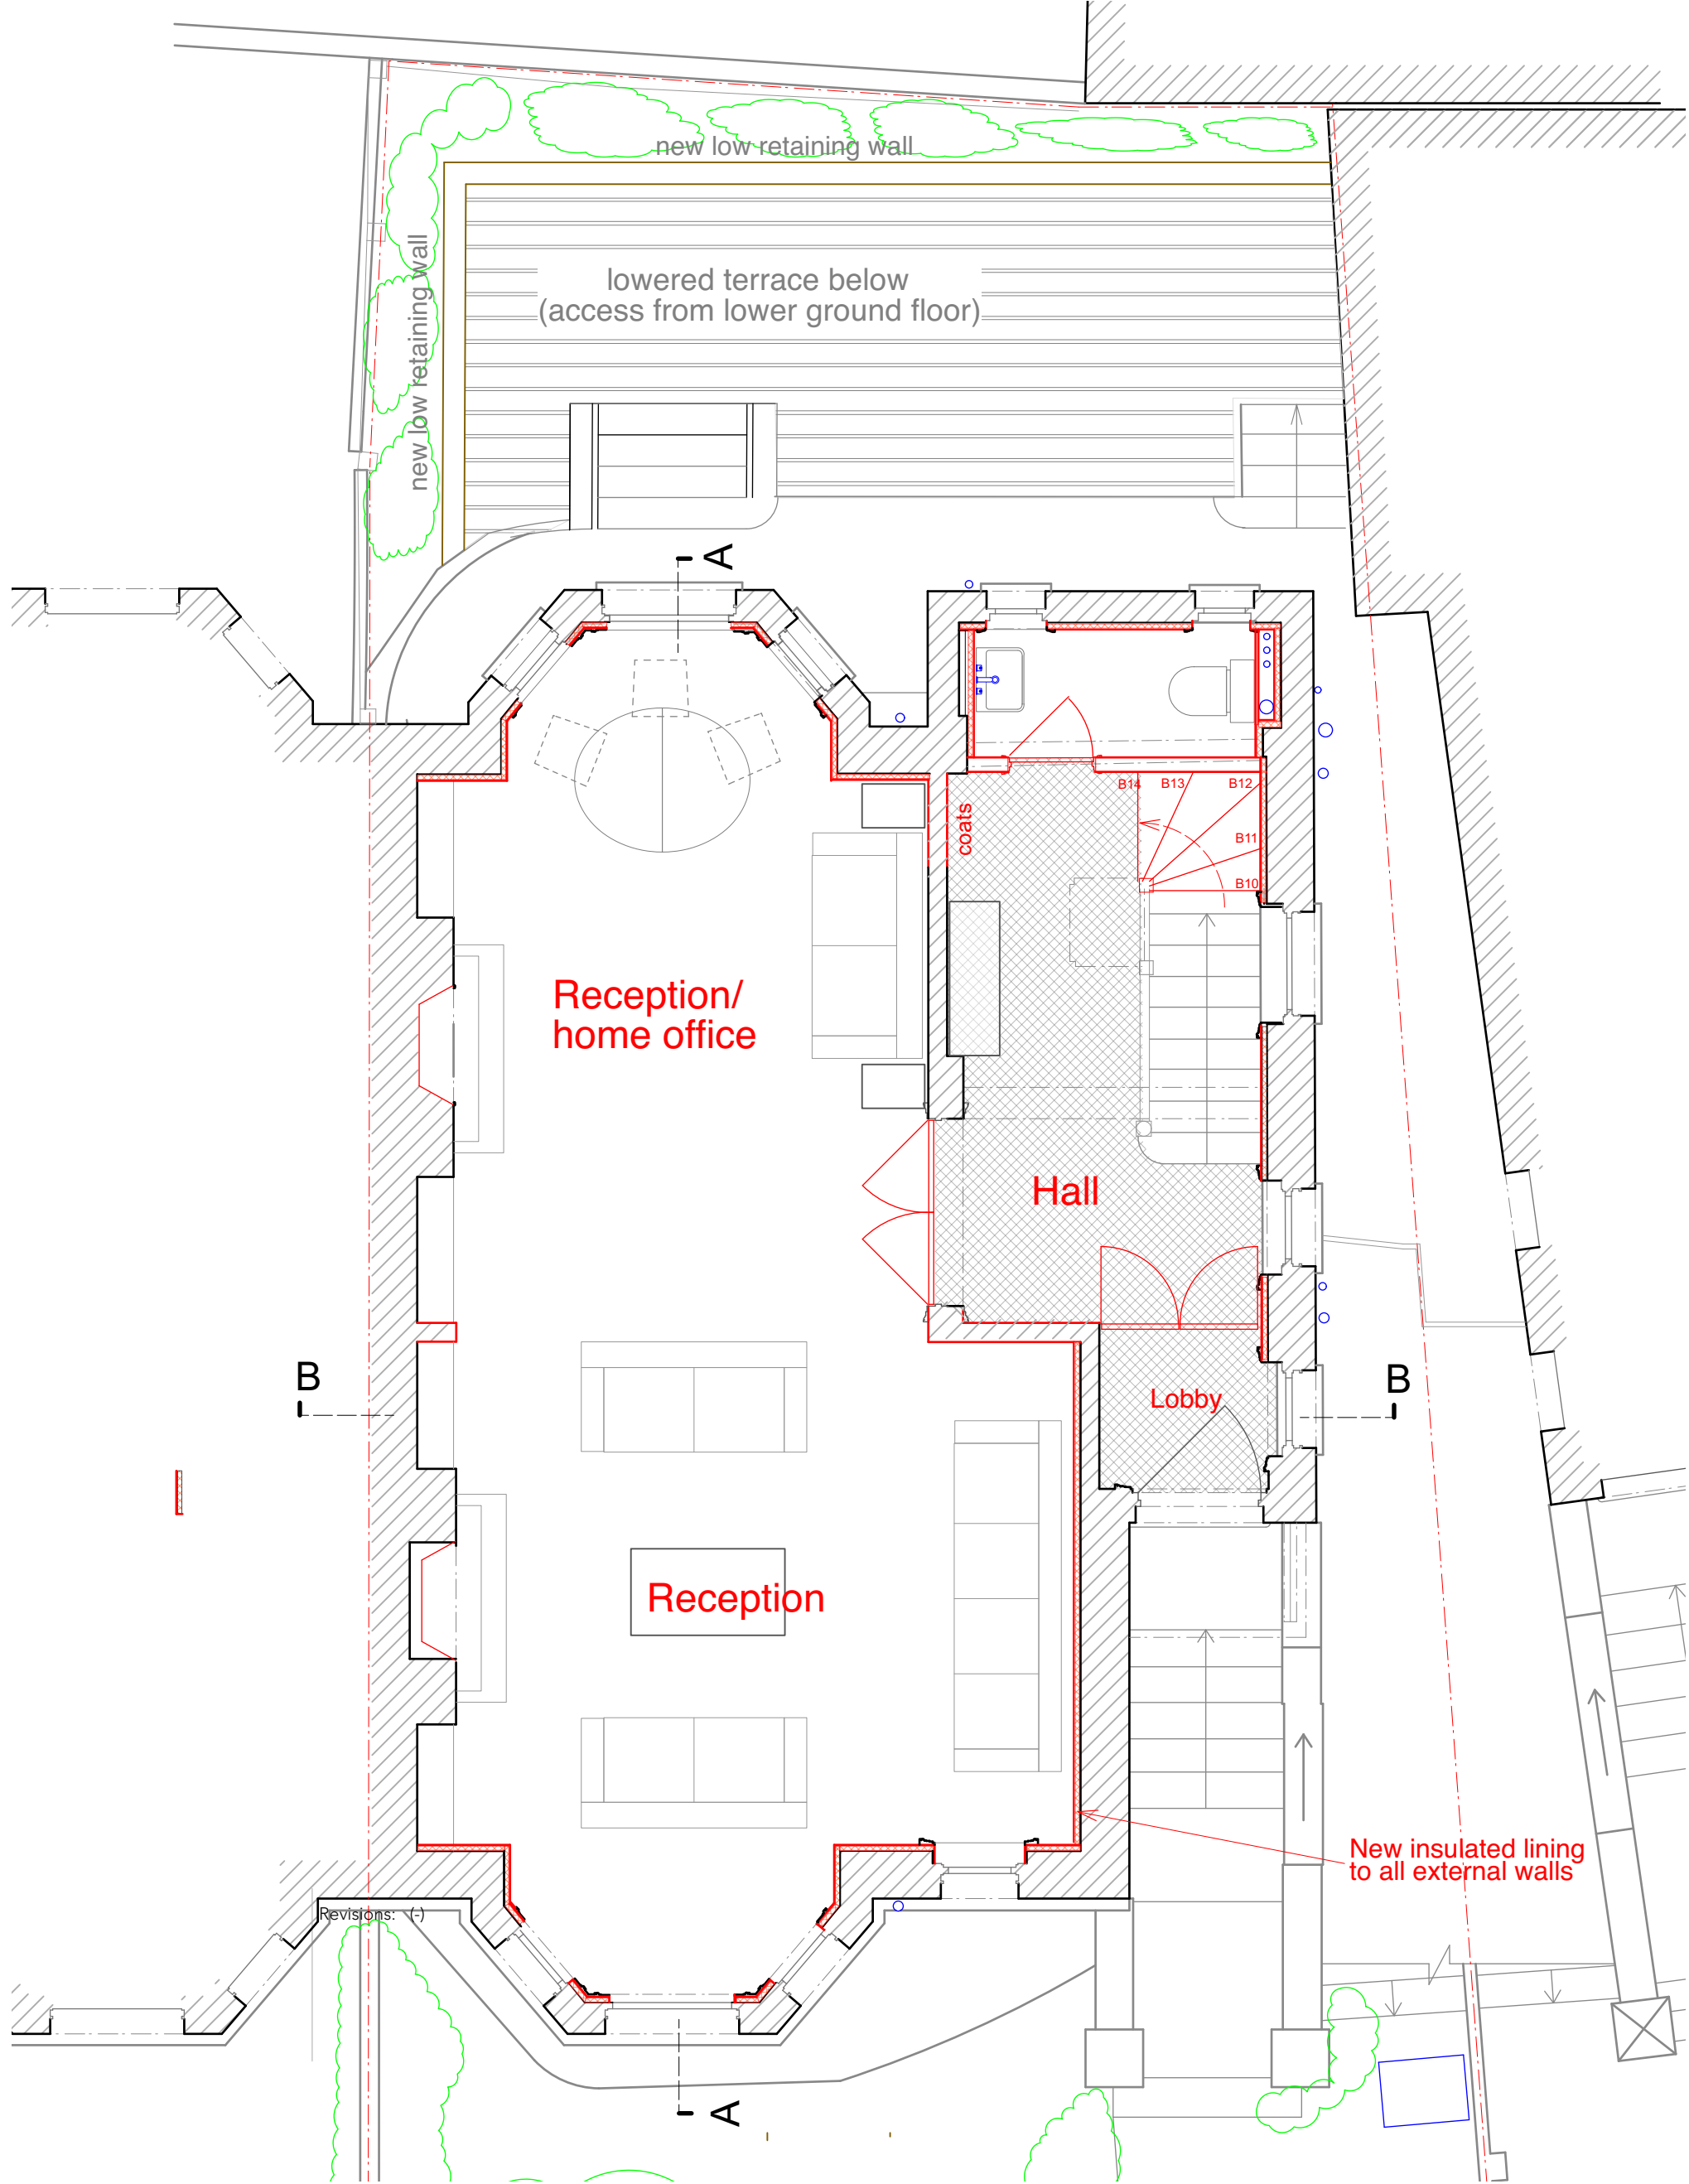 new low retaining wall
new low retaining wall
lowered terrace below
(access from lower ground floor)
A
coats
B14
B13
B12
B11
B10
Reception/
home office
Hall
B
Lobby
B
Reception
New insulated lining
to all external walls
Revisions: (-)
A